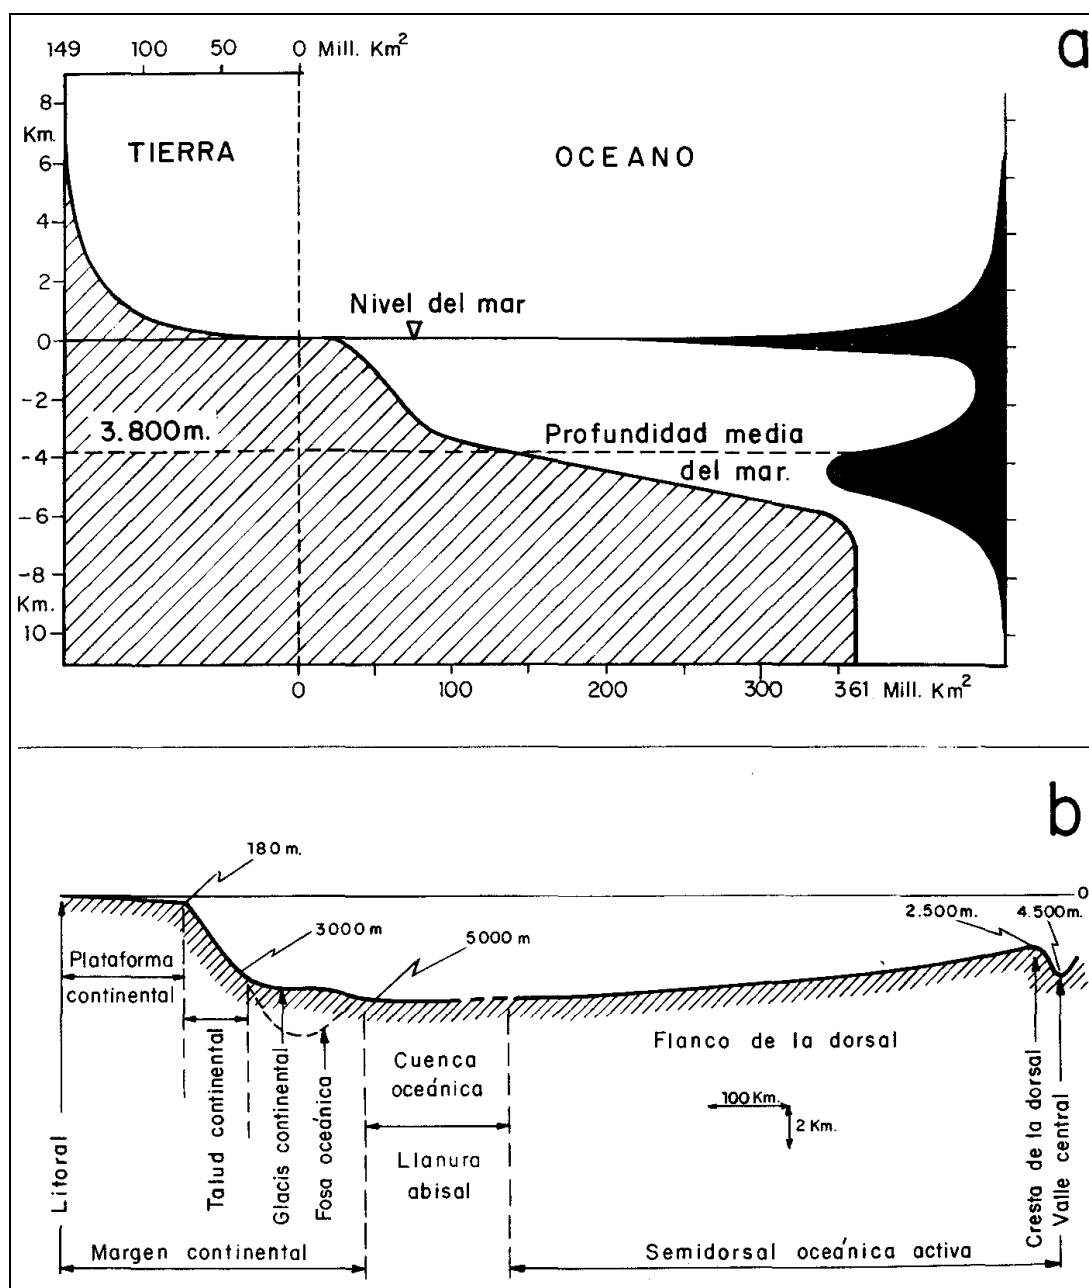 a
149 100 50 0 Mill. Km²
8
Km.
6
4
2
0
-2
-4
-6
-8
Km.
10
TIERRA
OCEANO
Nivel del mar
3.800 m.
Profundidad media
del mar.
0 100 200 300 361 Mill. Km²
b
180 m.
0
2.500 m. 4.500 m.
3000 m
5000 m
Plataforma
continental
Talud continental
Glacis continental
Fosa oceánica
Cuenca
oceánica
Llanura
abisal
Flanco de la dorsal
100 Km.
2 Km.
Cresta de la dorsal
Valle central
Litoral
Margen continental
Semidorsal oceánica activa